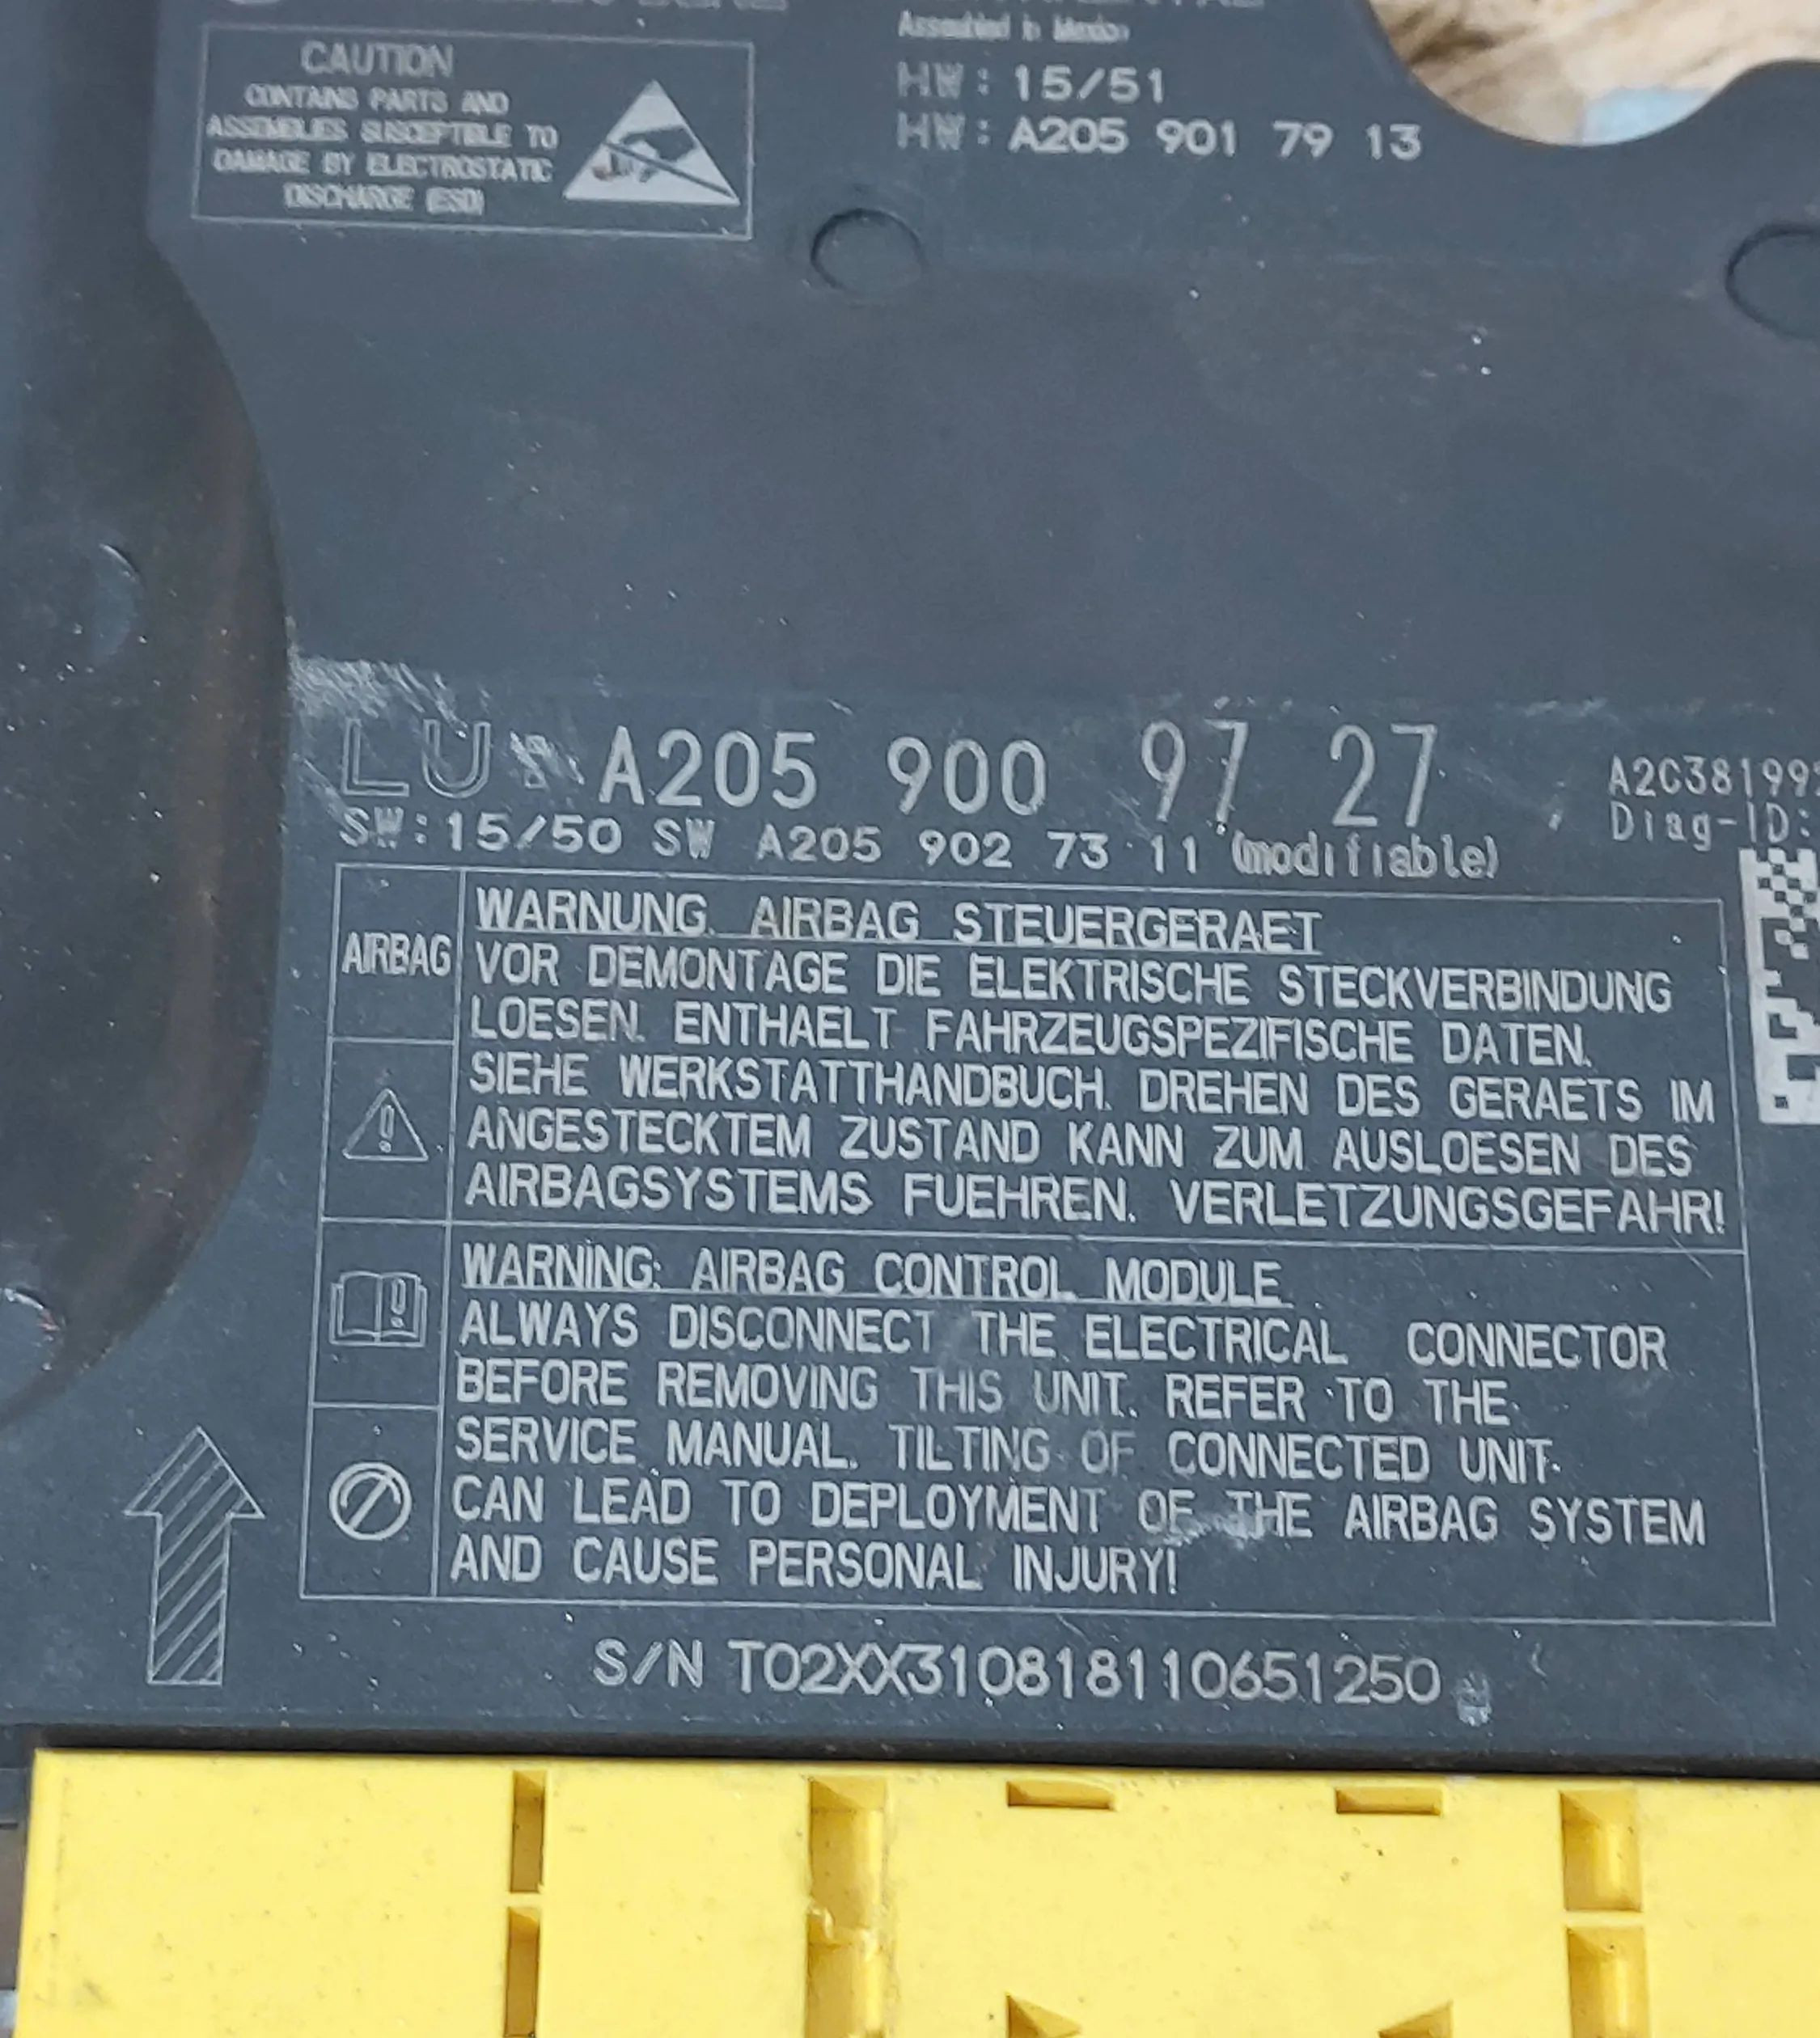 CAUTION
CONTAINS PARTS AND
ASSEMBLIES SUSCEPTIBLE TO
DAMAGE BY ELECTROSTATIC
DISCHARGE (ESD)
Assembled in Mexico
HW: 15/51
HW: A205 901 79 13
LU: A205 900 97 27
SW:15/50 SW A205 902 73 11 (modifiable)
A2C38199
Diag-ID:
AIRBAG
WARNUNG. AIRBAG STEUERGERAET
VOR DEMONTAGE DIE ELEKTRISCHE STECKVERBINDUNG
LOESEN. ENTHAELT FAHRZEUGSPEZIFISCHE DATEN.
SIEHE WERKSTATTHANDBUCH. DREHEN DES GERAETS IM
ANGESTECKTEM ZUSTAND KANN ZUM AUSLOESEN DES
AIRBAGSYSTEMS FUEHREN. VERLETZUNGSGEFAHR!
WARNING: AIRBAG CONTROL MODULE
ALWAYS DISCONNECT THE ELECTRICAL CONNECTOR
BEFORE REMOVING THIS UNIT. REFER TO THE
SERVICE MANUAL. TILTING OF CONNECTED UNIT
CAN LEAD TO DEPLOYMENT OF THE AIRBAG SYSTEM
AND CAUSE PERSONAL INJURY!
S/N T02XX310818110651250